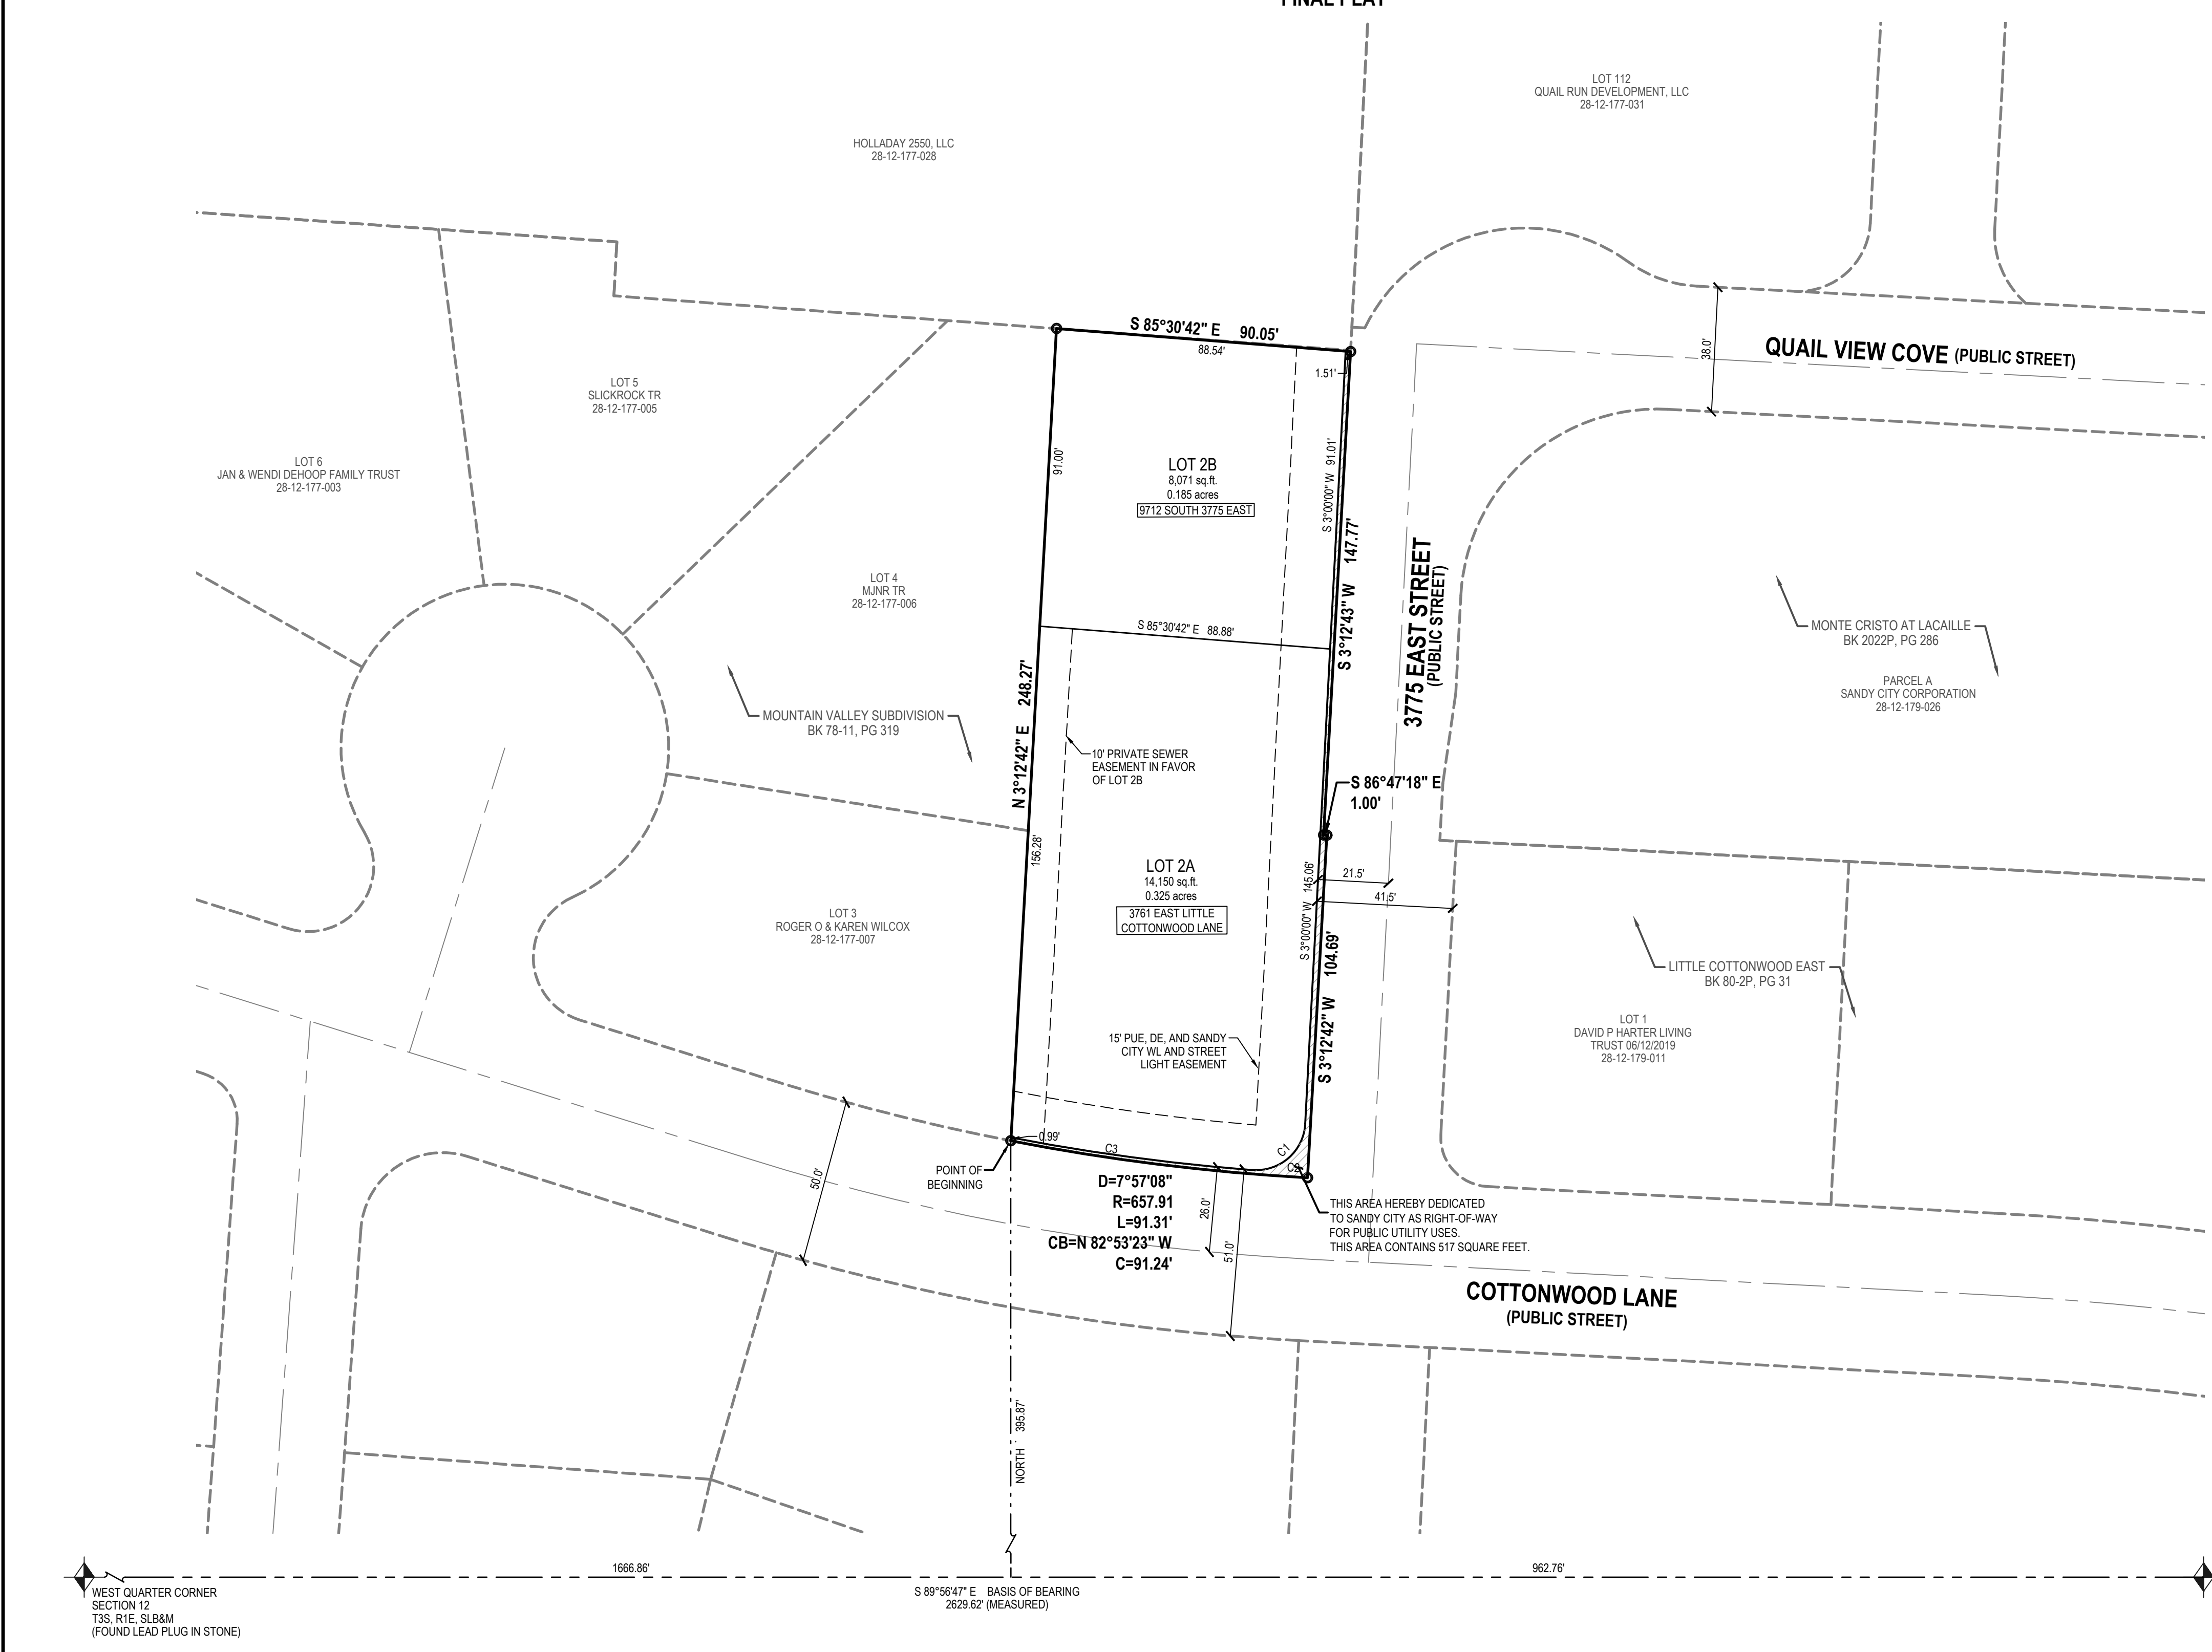 FINAL PLAT
LOT 112
QUAIL RUN DEVELOPMENT, LLC
28-12-177-031
HOLLADAY 2550, LLC
28-12-177-028
S 85°30'42" E 90.05'
88.54'
1.51'
38.0'
QUAIL VIEW COVE (PUBLIC STREET)
LOT 5
SLICKROCK TR
28-12-177-005
LOT 6
JAN & WENDI DEHOOP FAMILY TRUST
28-12-177-003
91.00'
LOT 2B
8,071 sq.ft.
0.185 acres
9712 SOUTH 3775 EAST
S 3°00'00" W 91.01'
S 3°12'43" W 147.77'
3775 EAST STREET
(PUBLIC STREET)
LOT 4
MJNR TR
28-12-177-006
S 85°30'42" E 88.88'
MONTE CRISTO AT LACAILLE
BK 2022P, PG 286
PARCEL A
SANDY CITY CORPORATION
28-12-179-026
MOUNTAIN VALLEY SUBDIVISION
BK 78-11, PG 319
N 3°12'42" E 248.27'
10' PRIVATE SEWER
EASEMENT IN FAVOR
OF LOT 2B
S 86°47'18" E
1.00'
156.28'
LOT 2A
14,150 sq.ft.
0.325 acres
3761 EAST LITTLE
COTTONWOOD LANE
S 3°00'00" W 145.06'
21.5'
41.5'
S 3°12'42" W 104.69'
LOT 3
ROGER O & KAREN WILCOX
28-12-177-007
LITTLE COTTONWOOD EAST
BK 80-2P, PG 31
LOT 1
DAVID P HARTER LIVING
TRUST 06/12/2019
28-12-179-011
15' PUE, DE, AND SANDY
CITY WL AND STREET
LIGHT EASEMENT
0.99'
C3
C1
C2
POINT OF
BEGINNING
50.0'
D=7°57'08"
R=657.91
L=91.31'
CB=N 82°53'23" W
C=91.24'
26.0'
51.0'
THIS AREA HEREBY DEDICATED
TO SANDY CITY AS RIGHT-OF-WAY
FOR PUBLIC UTILITY USES.
THIS AREA CONTAINS 517 SQUARE FEET.
COTTONWOOD LANE
(PUBLIC STREET)
NORTH 395.87'
1666.86'
962.76'
S 89°56'47" E BASIS OF BEARING
2629.62' (MEASURED)
WEST QUARTER CORNER
SECTION 12
T3S, R1E, SLB&M
(FOUND LEAD PLUG IN STONE)